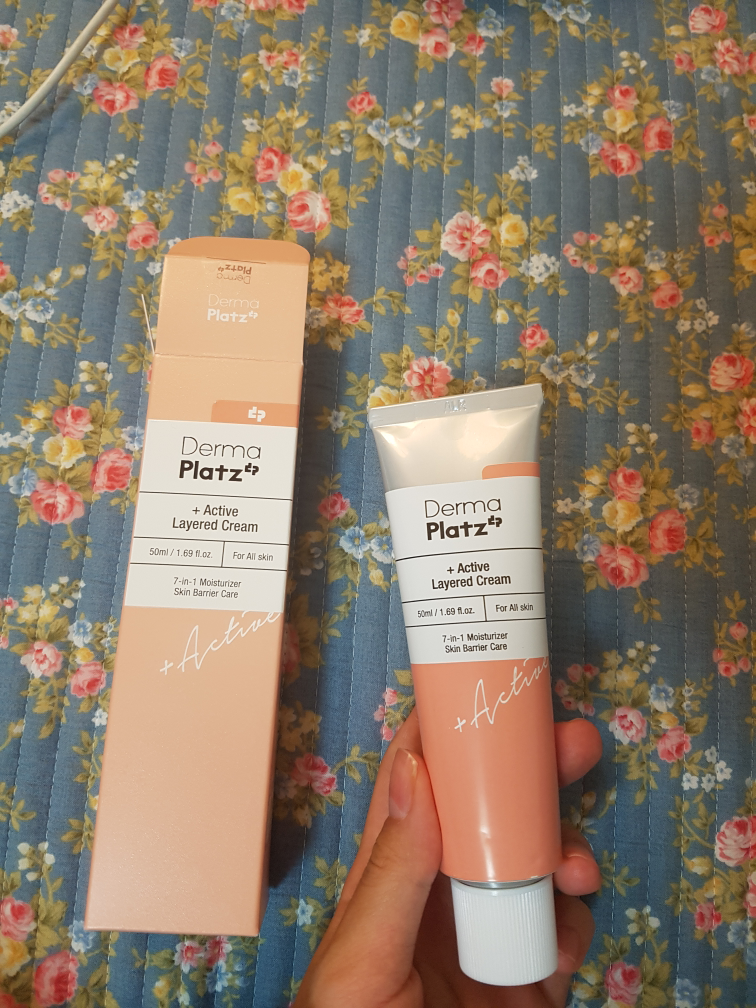 Derma
Platz
Derma
Platz
Derma
Platz
+ Active
Layered Cream
50ml / 1.69 fl.oz.
For All skin
7-in-1 Moisturizer
Skin Barrier Care
+Active
Derma
Platz
+ Active
Layered Cream
50ml / 1.69 fl.oz.
For All skin
7-in-1 Moisturizer
Skin Barrier Care
+Active